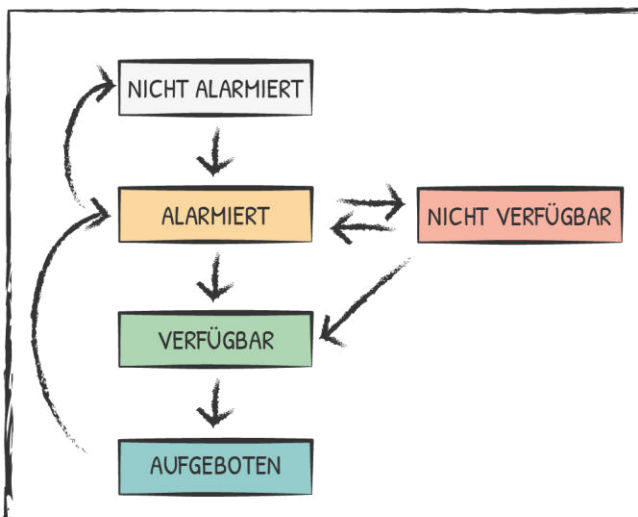 NICHT ALARMIERT
ALARMIERT
NICHT VERFÜGBAR
VERFÜGBAR
AUFGEBOTEN